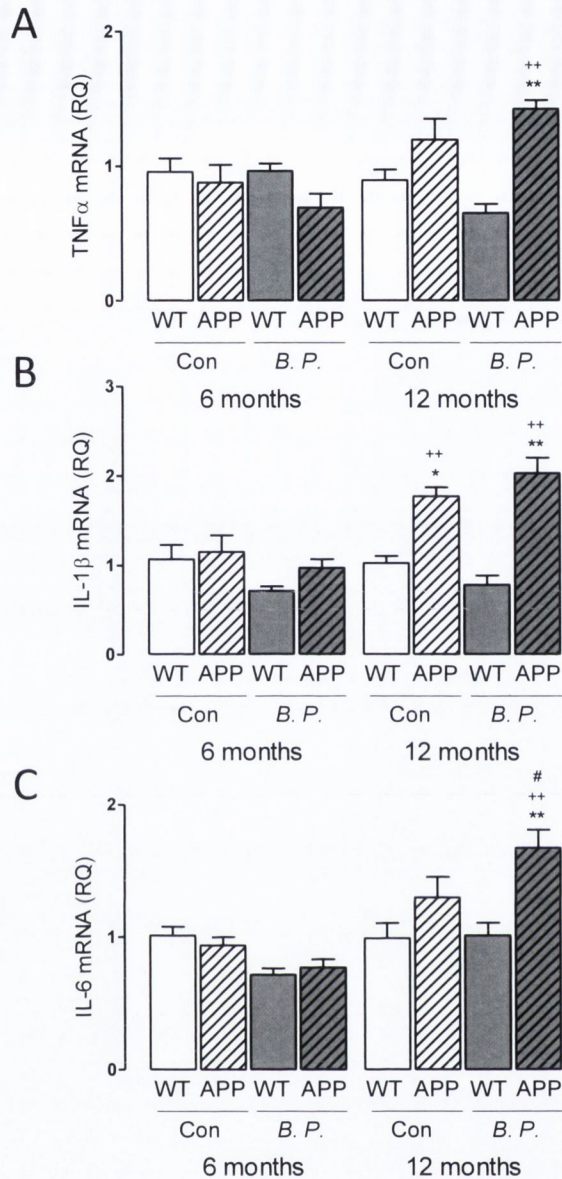 A
TNFα mRNA (RQ)
2
1
0
++
**
WT APP WT APP WT APP WT APP
Con B. P. Con B. P.
6 months 12 months
B
IL-1β mRNA (RQ)
3
2
1
0
++ ++
* **
WT APP WT APP WT APP WT APP
Con B. P. Con B. P.
6 months 12 months
C
IL-6 mRNA (RQ)
2
1
0
#
++
**
WT APP WT APP WT APP WT APP
Con B. P. Con B. P.
6 months 12 months